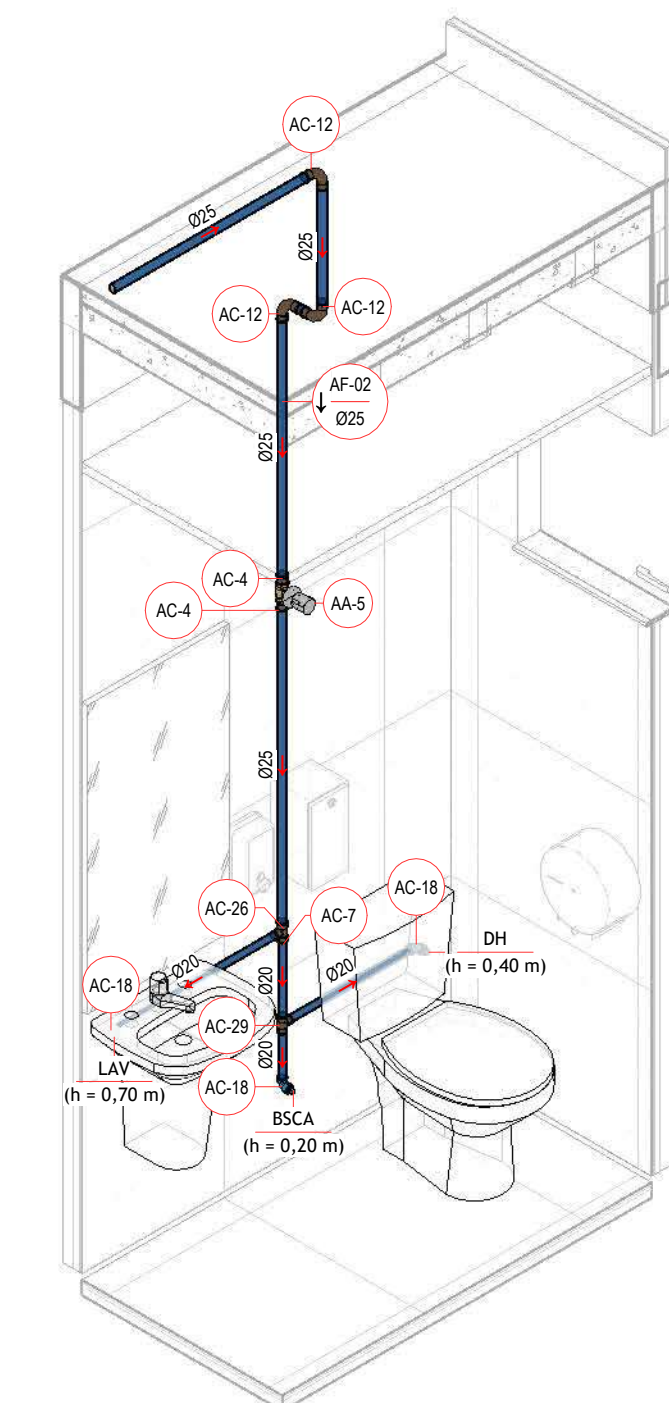 AC-12
Ø25
Ø25
AC-12
AC-12
AF-02
Ø25
Ø25
AC-4
AC-4
AA-5
Ø25
AC-26
AC-7
AC-18
DH
(h = 0,40 m)
Ø20
Ø20
Ø20
AC-18
AC-29
Ø20
LAV
(h = 0,70 m)
AC-18
BSCA
(h = 0,20 m)